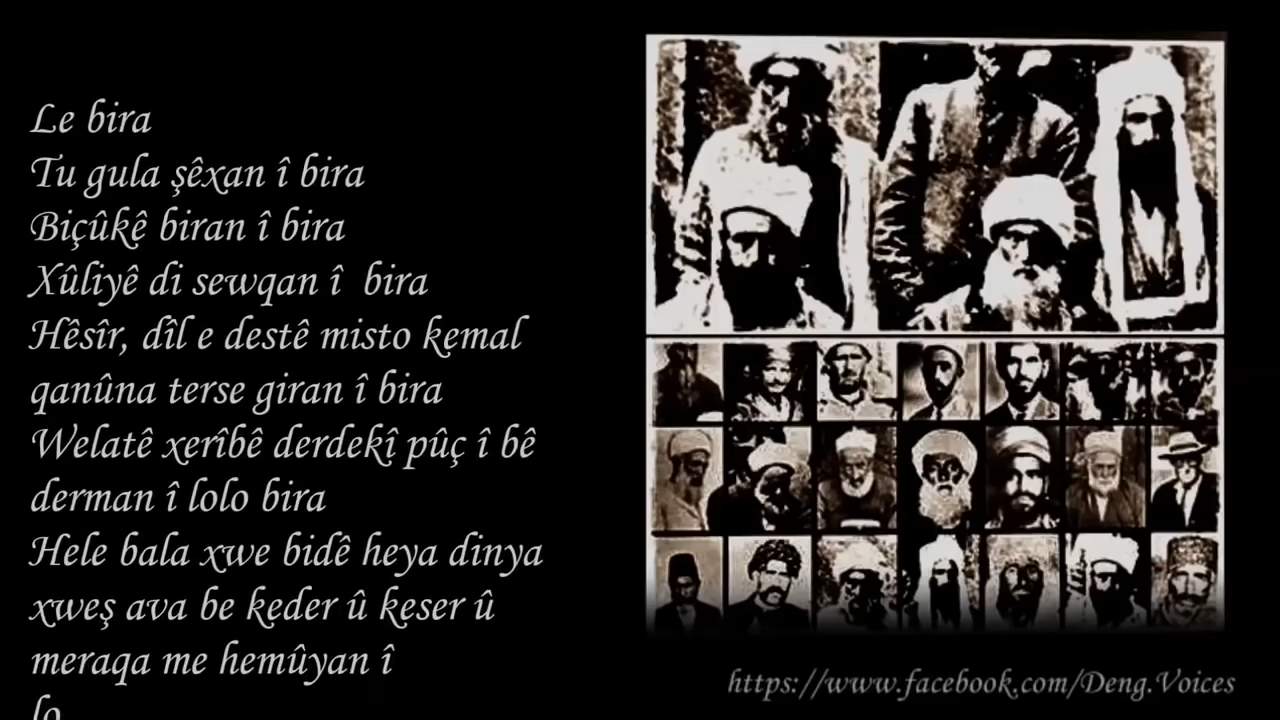 Le bira
Tu gula şêxan î bira
Biçûkê biran î bira
Xûliyê di sewqan î bira
Hêsîr, dîl e destê misto kemal
qanûna terse giran î bira
Welatê xerîbê derdekî pûç î bê
derman î lolo bira
Hele bala xwe bidê heya dinya
xweş ava be keder û keser û
meraqa me hemûyan î
lo
https://www.facebook.com/Deng.Voices